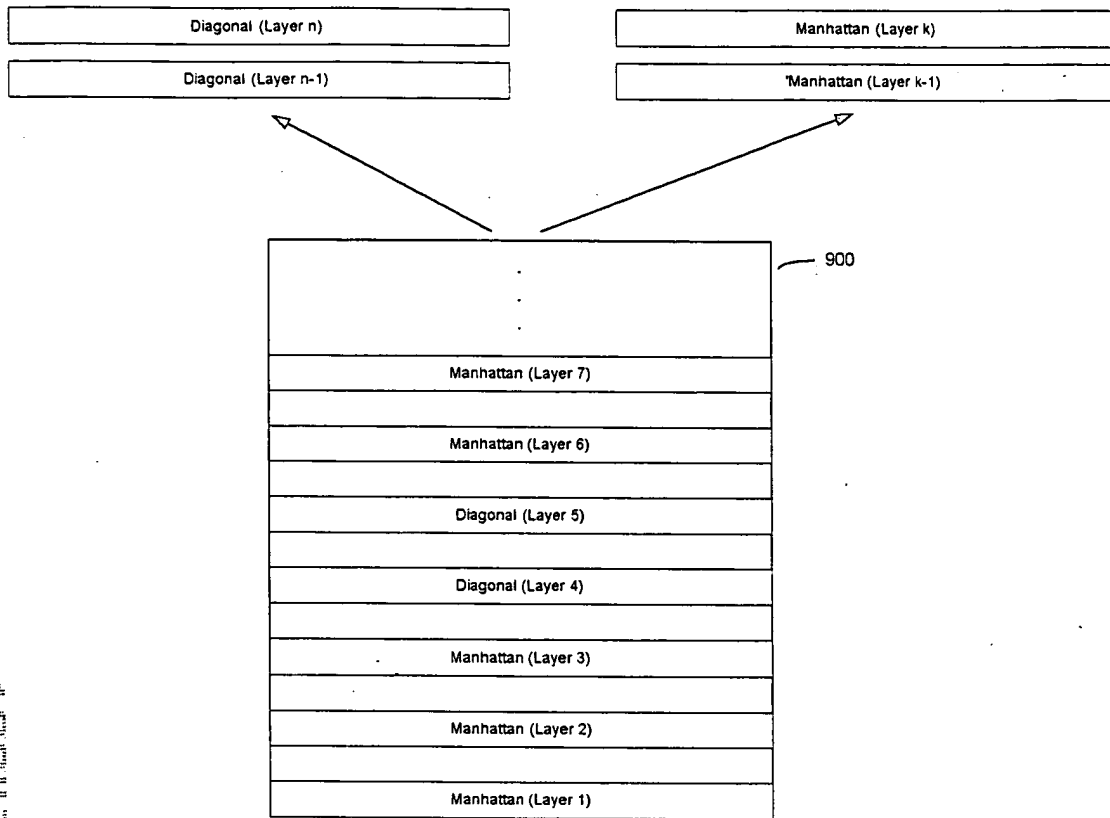 Diagonal (Layer n)
Manhattan (Layer k)
Diagonal (Layer n-1)
Manhattan (Layer k-1)
900
.
.
.
Manhattan (Layer 7)
Manhattan (Layer 6)
Diagonal (Layer 5)
Diagonal (Layer 4)
Manhattan (Layer 3)
Manhattan (Layer 2)
Manhattan (Layer 1)